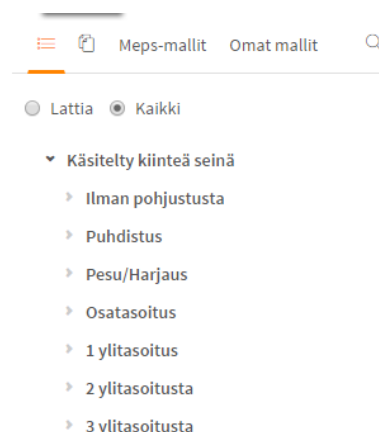 Meps-mallit Omat mallit
Lattia Kaikki
Käsitelty kiinteä seinä
Ilman pohjustusta
Puhdistus
Pesu/Harjaus
Osatasoitus
1 ylitasoitus
2 ylitasoitusta
3 ylitasoitusta